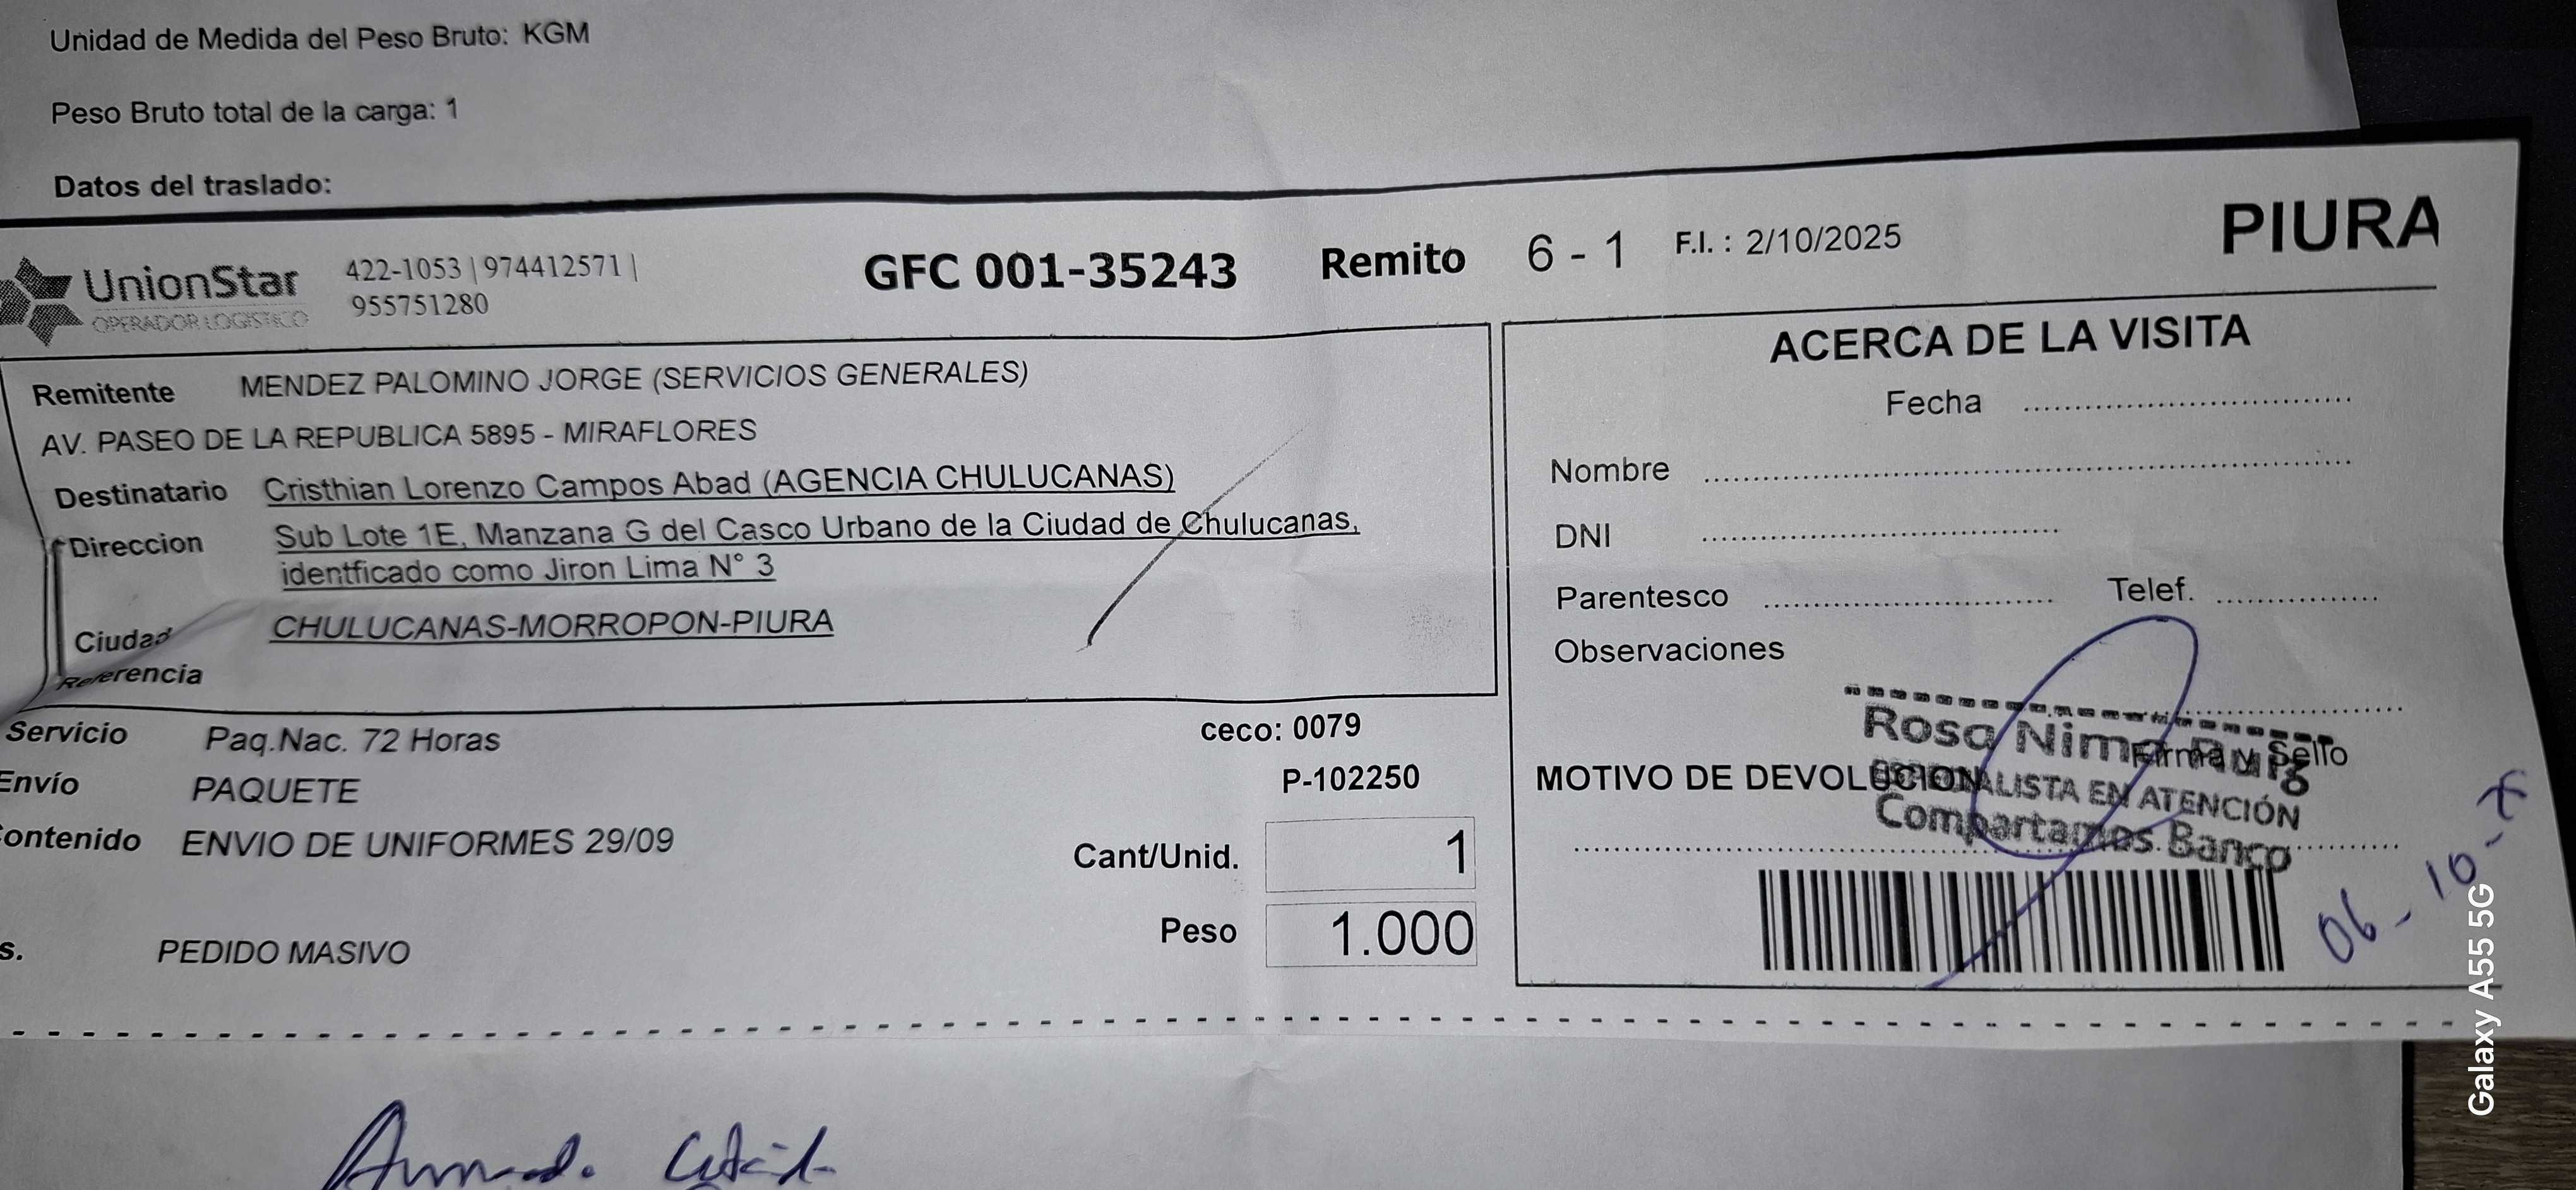 Unidad de Medida del Peso Bruto: KGM
Peso Bruto total de la carga: 1
Datos del traslado:
UnionStar
OPERADOR LOGISTICO
422-1053 | 974412571 |
955751280
GFC 001-35243 Remito 6 - 1 F.I. : 2/10/2025 PIURA
Remitente MENDEZ PALOMINO JORGE (SERVICIOS GENERALES)
AV. PASEO DE LA REPUBLICA 5895 - MIRAFLORES
Destinatario Cristhian Lorenzo Campos Abad (AGENCIA CHULUCANAS)
Direccion Sub Lote 1E, Manzana G del Casco Urbano de la Ciudad de Chulucanas,
identficado como Jiron Lima N° 3
Ciudad CHULUCANAS-MORROPON-PIURA
Referencia
Servicio Paq.Nac. 72 Horas
ceco: 0079
Envío PAQUETE
P-102250
Contenido ENVIO DE UNIFORMES 29/09
Cant/Unid. 1
Peso 1.000
s. PEDIDO MASIVO
ACERCA DE LA VISITA
Fecha
Nombre
DNI
Parentesco Telef.
Observaciones
Firma y Sello
Rosa Nima
MOTIVO DE DEVOLUCION
EN ATENCIÓN
Compartamos Banco
06-10-
Galaxy A55 5G